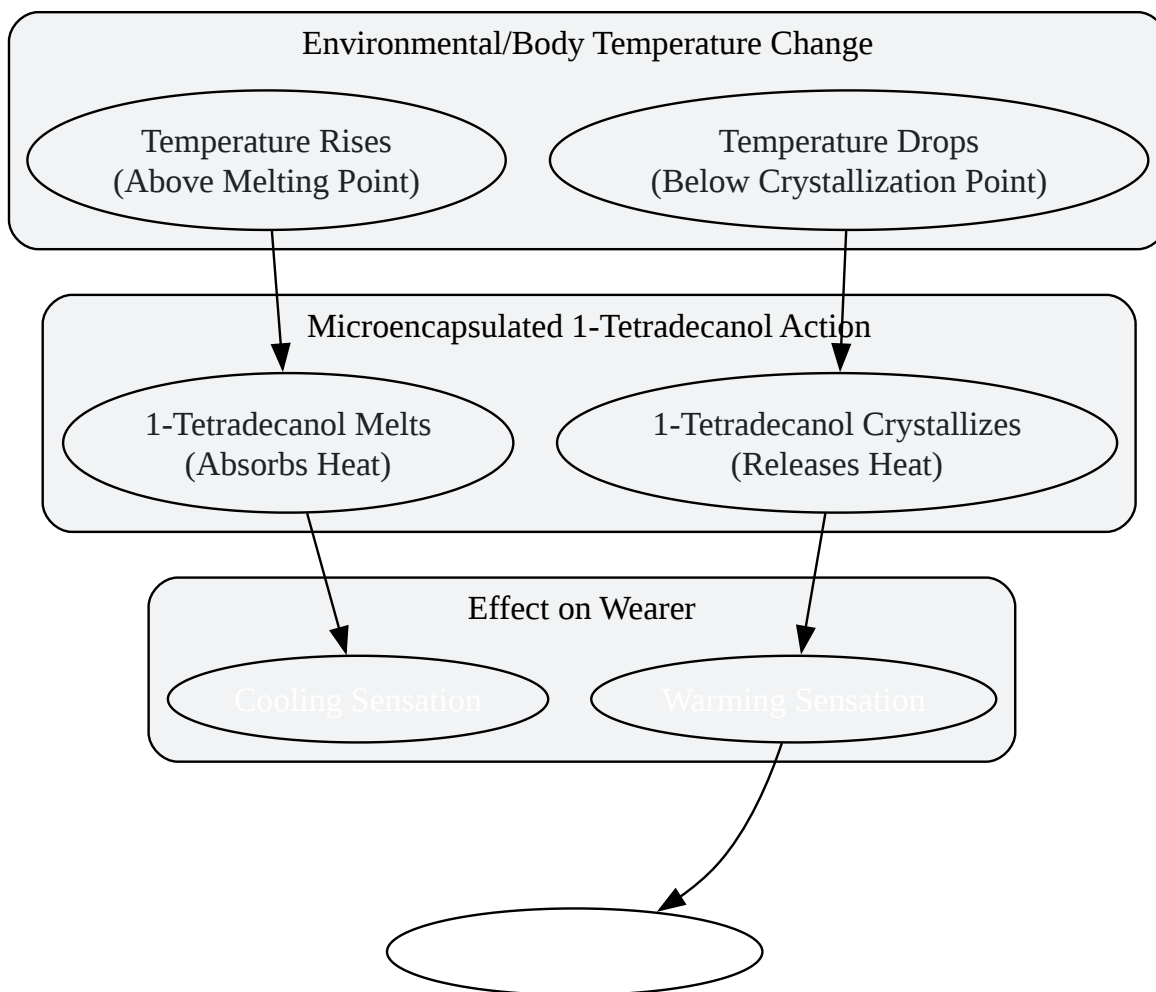 Environmental/Body Temperature Change
Temperature Rises
(Above Melting Point)
Temperature Drops
(Below Crystallization Point)
Microencapsulated 1-Tetradecanol Action
1-Tetradecanol Melts
(Absorbs Heat)
1-Tetradecanol Crystallizes
(Releases Heat)
Effect on Wearer
Cooling Sensation
Warming Sensation